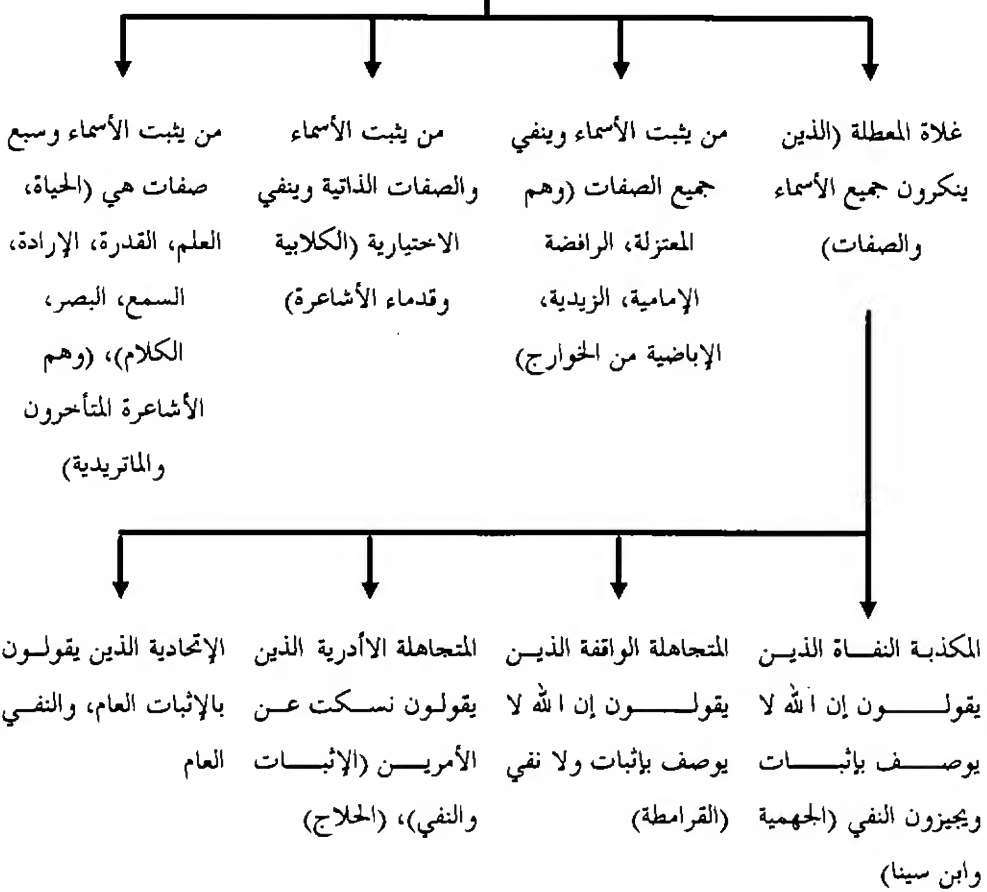 غلاة المعطلة (الذين
ينكرون جميع الأسماء
والصفات)
من يثبت الأسماء وينفي
جميع الصفات (وهم
المعتزلة، الرافضة
الإمامية، الزيدية،
الإباضية من الخوارج)
من يثبت الأسماء
والصفات الذاتية وينفي
الاختيارية (الكلابية
وقدماء الأشاعرة)
من يثبت الأسماء وسبع
صفات هي (الحياة،
العلم، القدرة، الإرادة،
السمع، البصر،
الكلام)، (وهم
الأشاعرة المتأخرون
والماتريدية)
المكذبة النفاة الذين
يقولون إن الله لا
يوصف بإثبات
ويجيزون النفي (الجهمية
وابن سينا)
المتجاهلة الواقفة الذين
يقولون إن الله لا
يوصف بإثبات ولا نفي
(القرامطة)
المتجاهلة الاأدرية الذين
يقولون نسكت عن
الأمرين (الإثبات
والنفي)، (الحلاج)
الإتحادية الذين يقولون
بالإثبات العام، والنفي
العام